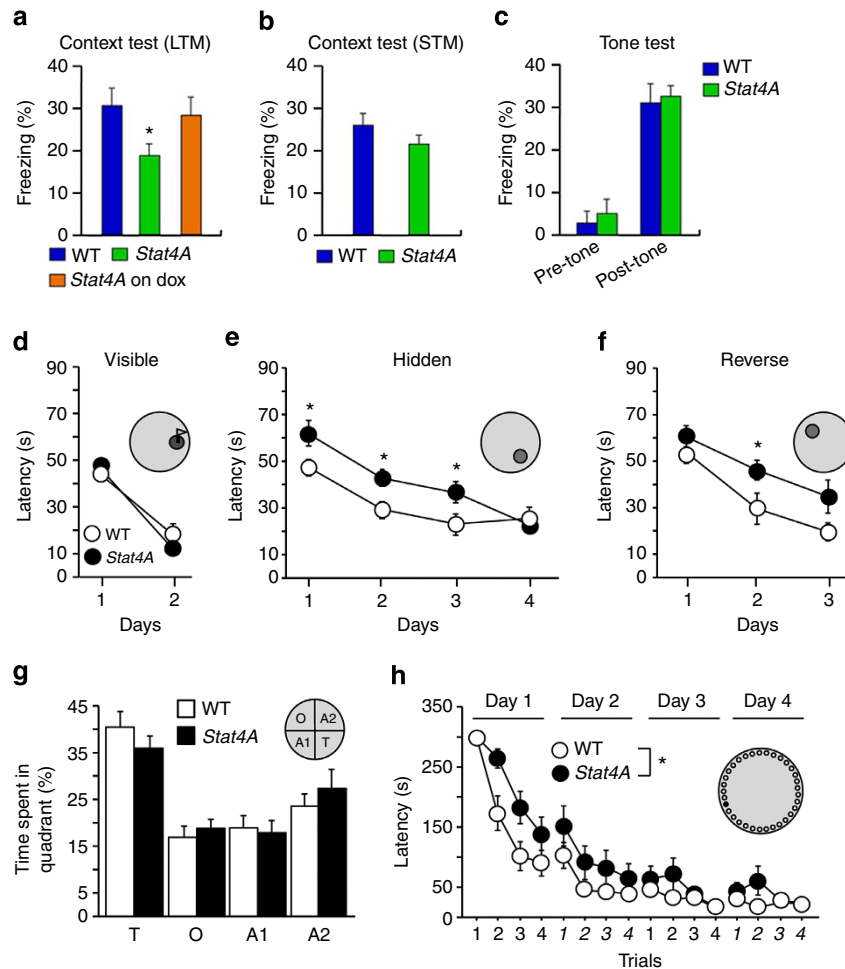 a
Context test (LTM)
Freezing (%)
40
30
20
10
0
*
WT Stat4A
Stat4A on dox
b
Context test (STM)
Freezing (%)
40
30
20
10
0
WT Stat4A
c
Tone test
Freezing (%)
40
30
20
10
0
WT
Stat4A
Pre-tone Post-tone
d
Visible
Latency (s)
90
70
50
30
10
0
WT
Stat4A
1 2
Days
e
Hidden
Latency (s)
90
70
50
30
10
0
* * *
1 2 3 4
Days
f
Reverse
Latency (s)
90
70
50
30
10
0
*
1 2 3
Days
g
Time spent in
quadrant (%)
45
35
25
15
5
0
WT
Stat4A
O A2
A1 T
T O A1 A2
h
Day 1 Day 2 Day 3 Day 4
Latency (s)
350
250
150
50
0
WT
Stat4A
*
1 2 3 4 1 2 3 4 1 2 3 4 1 2 3 4
Trials